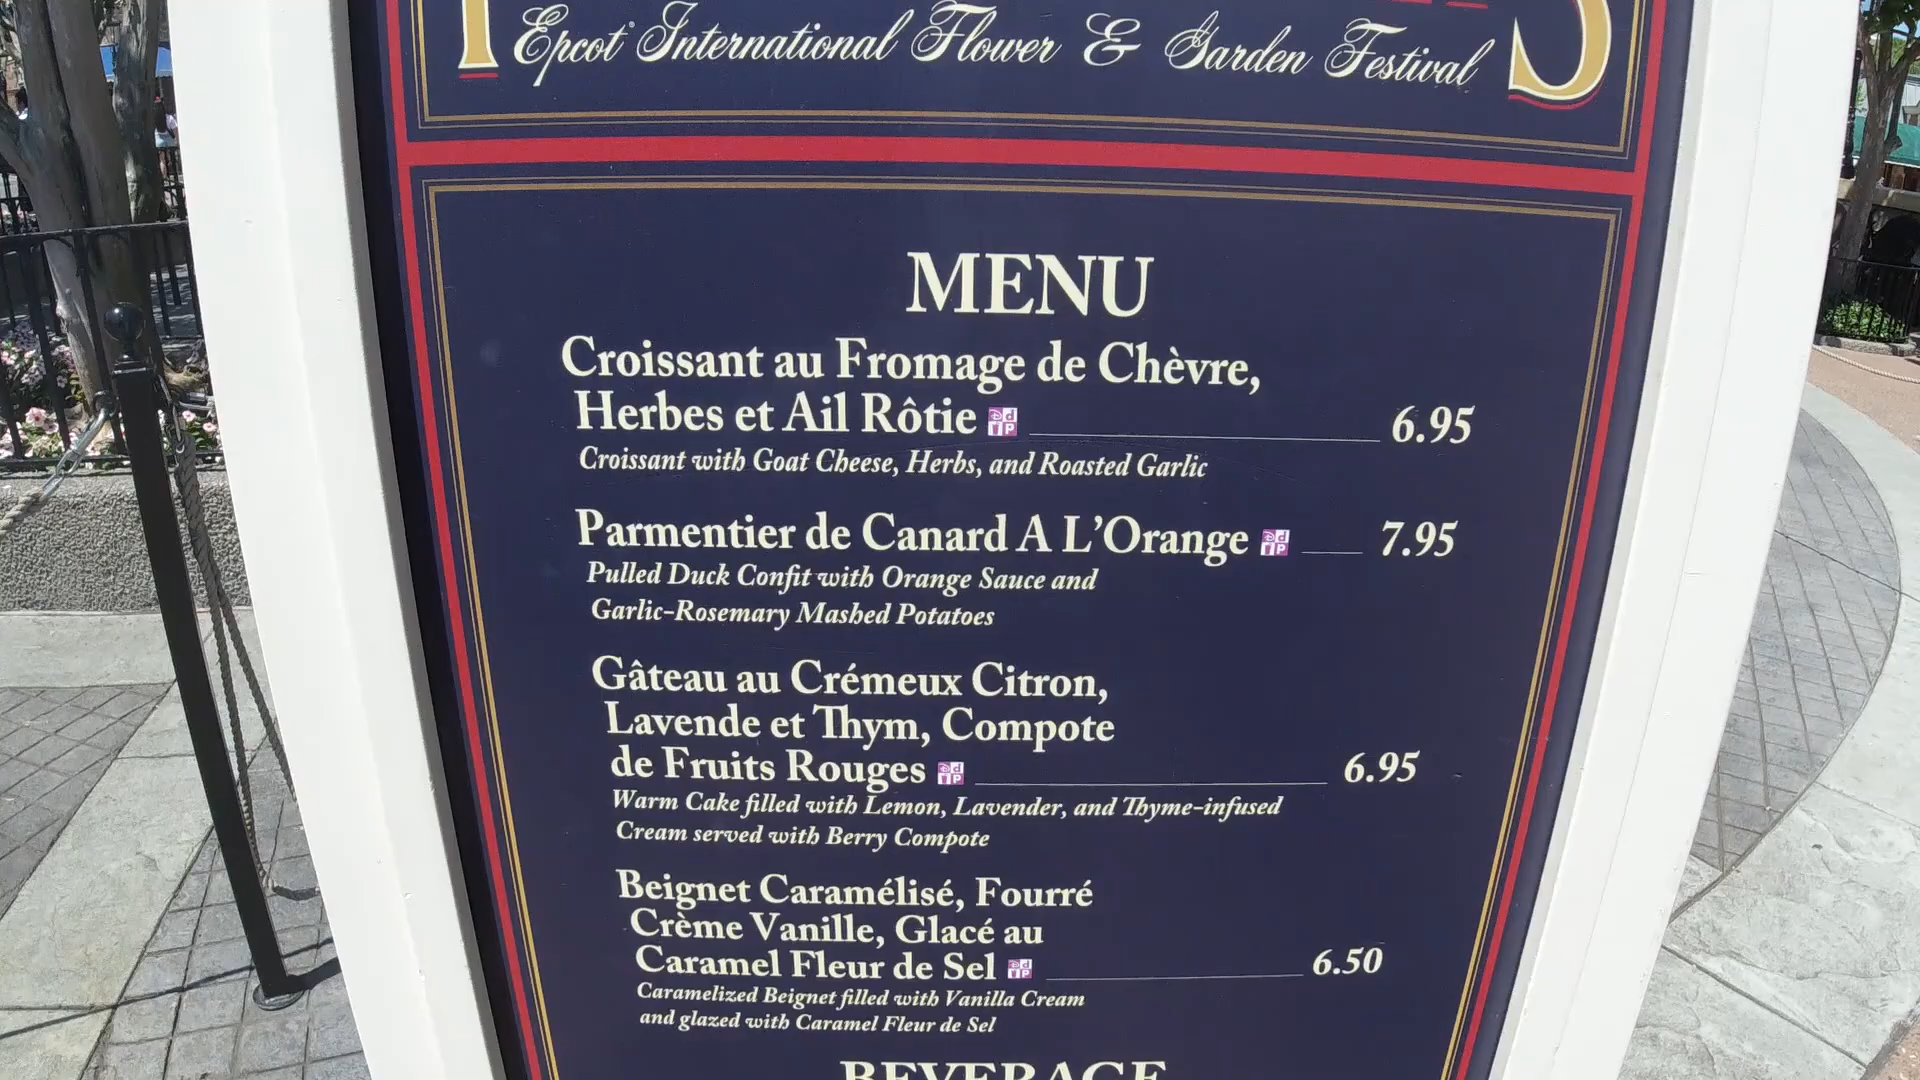 Epcot International Flower & Garden Festival
MENU
Croissant au Fromage de Chèvre,
Herbes et Ail Rôtie 6.95
Croissant with Goat Cheese, Herbs, and Roasted Garlic
Parmentier de Canard A L'Orange 7.95
Pulled Duck Confit with Orange Sauce and
Garlic-Rosemary Mashed Potatoes
Gâteau au Crémeux Citron,
Lavende et Thym, Compote
de Fruits Rouges 6.95
Warm Cake filled with Lemon, Lavender, and Thyme-infused
Cream served with Berry Compote
Beignet Caramélisé, Fourré
Crème Vanille, Glacé au
Caramel Fleur de Sel 6.50
Caramelized Beignet filled with Vanilla Cream
and glazed with Caramel Fleur de Sel
BEVERAGE